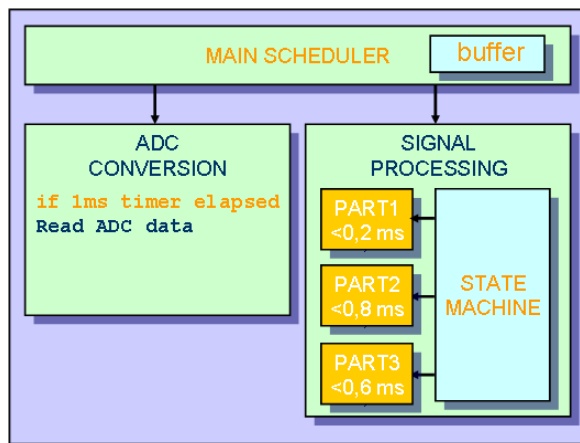 MAIN SCHEDULER
buffer
ADC
CONVERSION
if 1ms timer elapsed
Read ADC data
SIGNAL
PROCESSING
PART1
<0,2 ms
PART2
<0,8 ms
PART3
<0,6 ms
STATE
MACHINE